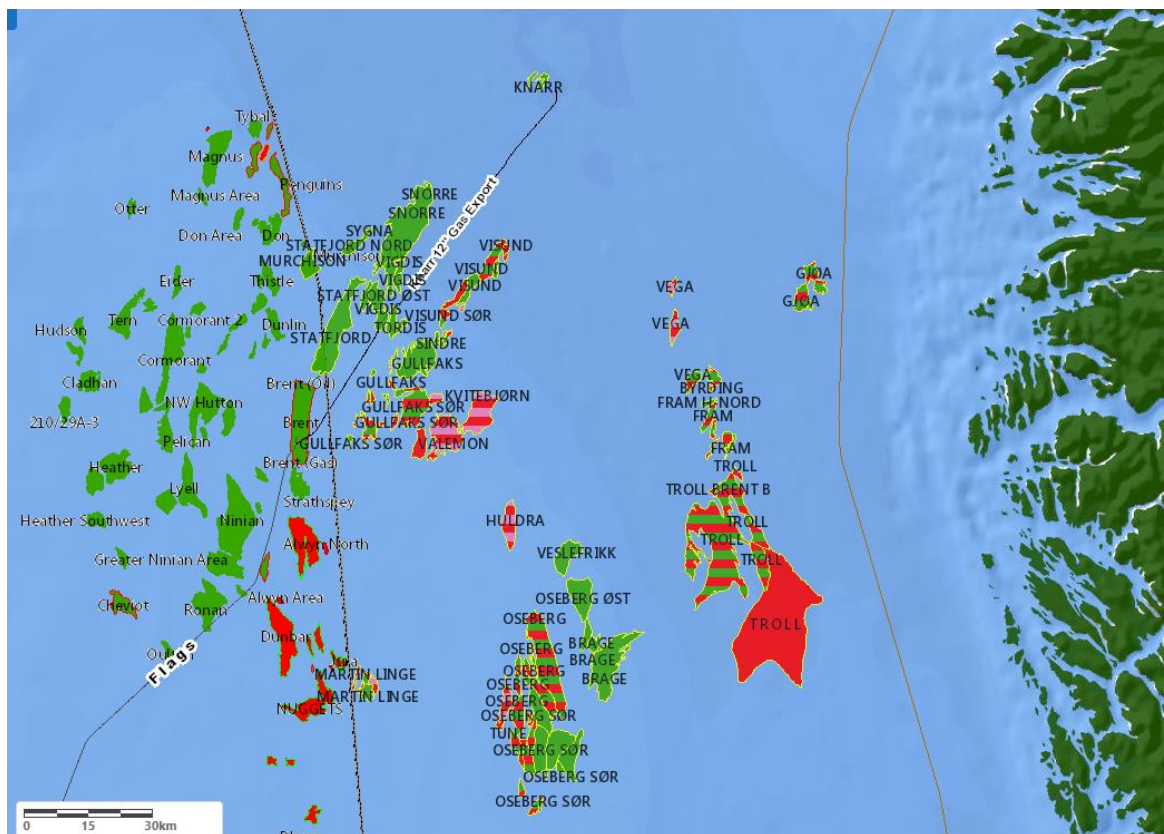 KNARR
Tybal
Magnus
Penguins
Magnus Area
SNORRE
Otter
SNORRE
SYGNA
Don Area
Don
STATFJORD NORD
VISUND
MURCHISON
VIGDIS
Knarr 12" Gas Export
VISUND
GJØA
Eider
Thistle
VIGDIS
VISUND
VEGA
STATFJORD ØST
GJØA
VIGDIS
VISUND SØR
Tern
Cormorant 2
Dunlin
TORDIS
VEGA
Hudson
STATFJORD
SINDRE
Cormorant
GULLFAKS
Cladhan
Brent (Oil)
GULLFAKS
VEGA
BYRDING
KVITEBJØRN
NW Hutton
GULLFAKS SØR
FRAM H. NORD
210/29A-3
Brent
GULLFAKS SØR
FRAM
Pelican
GULLFAKS SØR
VALEMON
FRAM
Heather
Brent (Gas)
TROLL
Lyell
TROLL BRENT B
Strathspey
Heather Southwest
Ninian
HULDRA
TROLL
Alwyn North
TROLL
VESLEFRIKK
Greater Ninian Area
TROLL
Alwyn Area
OSEBERG ØST
Cheviot
Ronan
OSEBERG
TROLL
Dunbar
BRAGE
OSEBERG
BRAGE
Flags
OSEBERG
MARTIN LINGE
OSEBERG
BRAGE
MARTIN LINGE
OSEBERG
NUGGETS
OSEBERG SØR
TUNE
OSEBERG SØR
OSEBERG SØR
OSEBERG SØR
0 15 30km